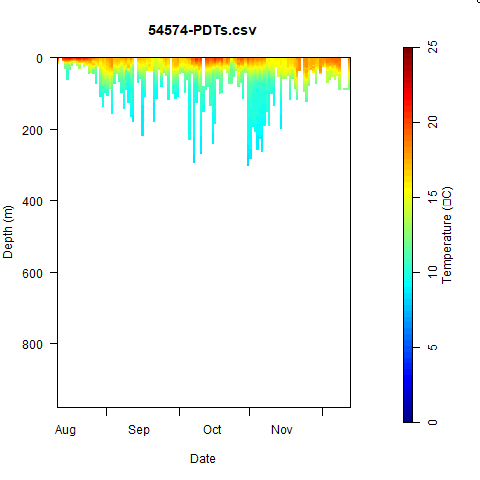 54574-PDTs.csv
0
200
400
600
800
Depth (m)
Aug Sep Oct Nov
Date
25
20
15
10
5
0
Temperature (□C)